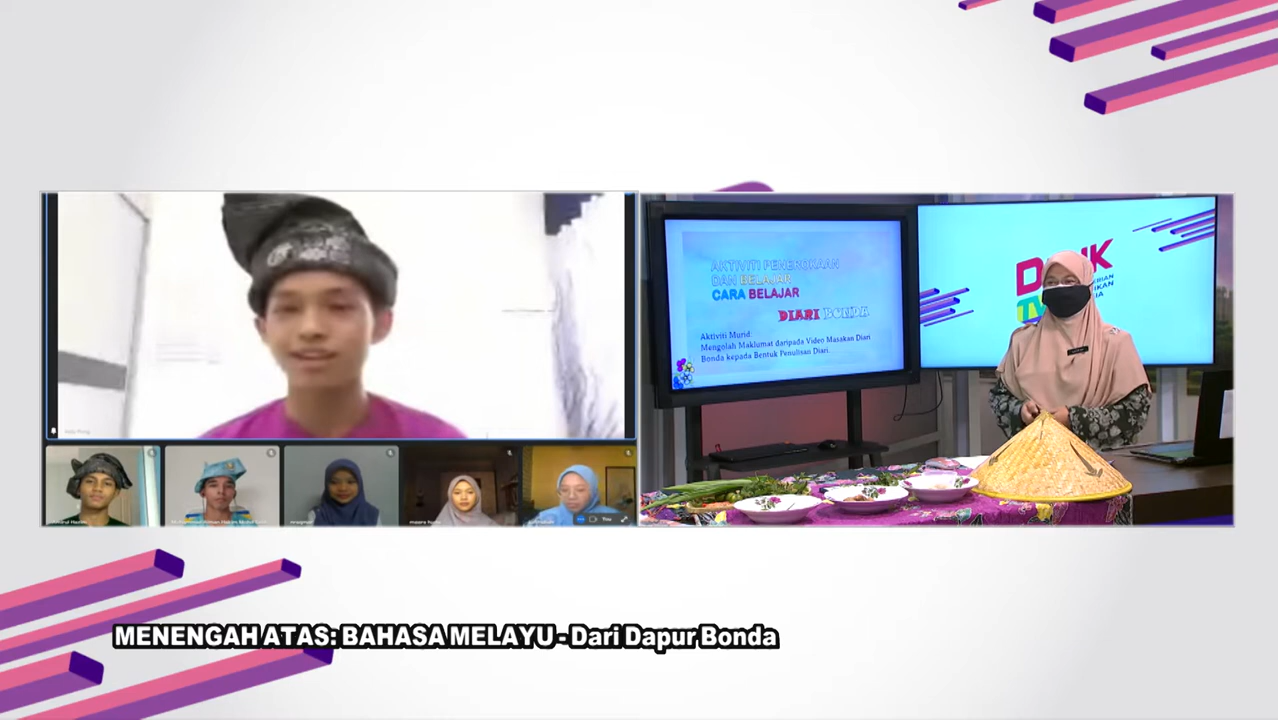 AKTIVITI PENEROKAAN
DAN BELAJAR
CARA BELAJAR
DIARI BONDA
Aktiviti Murid:
Mengolah Maklumat daripada Video Masakan Diari
Bonda kepada Bentuk Penulisan Diari.
MENENGAH ATAS: BAHASA MELAYU - Dari Dapur Bonda